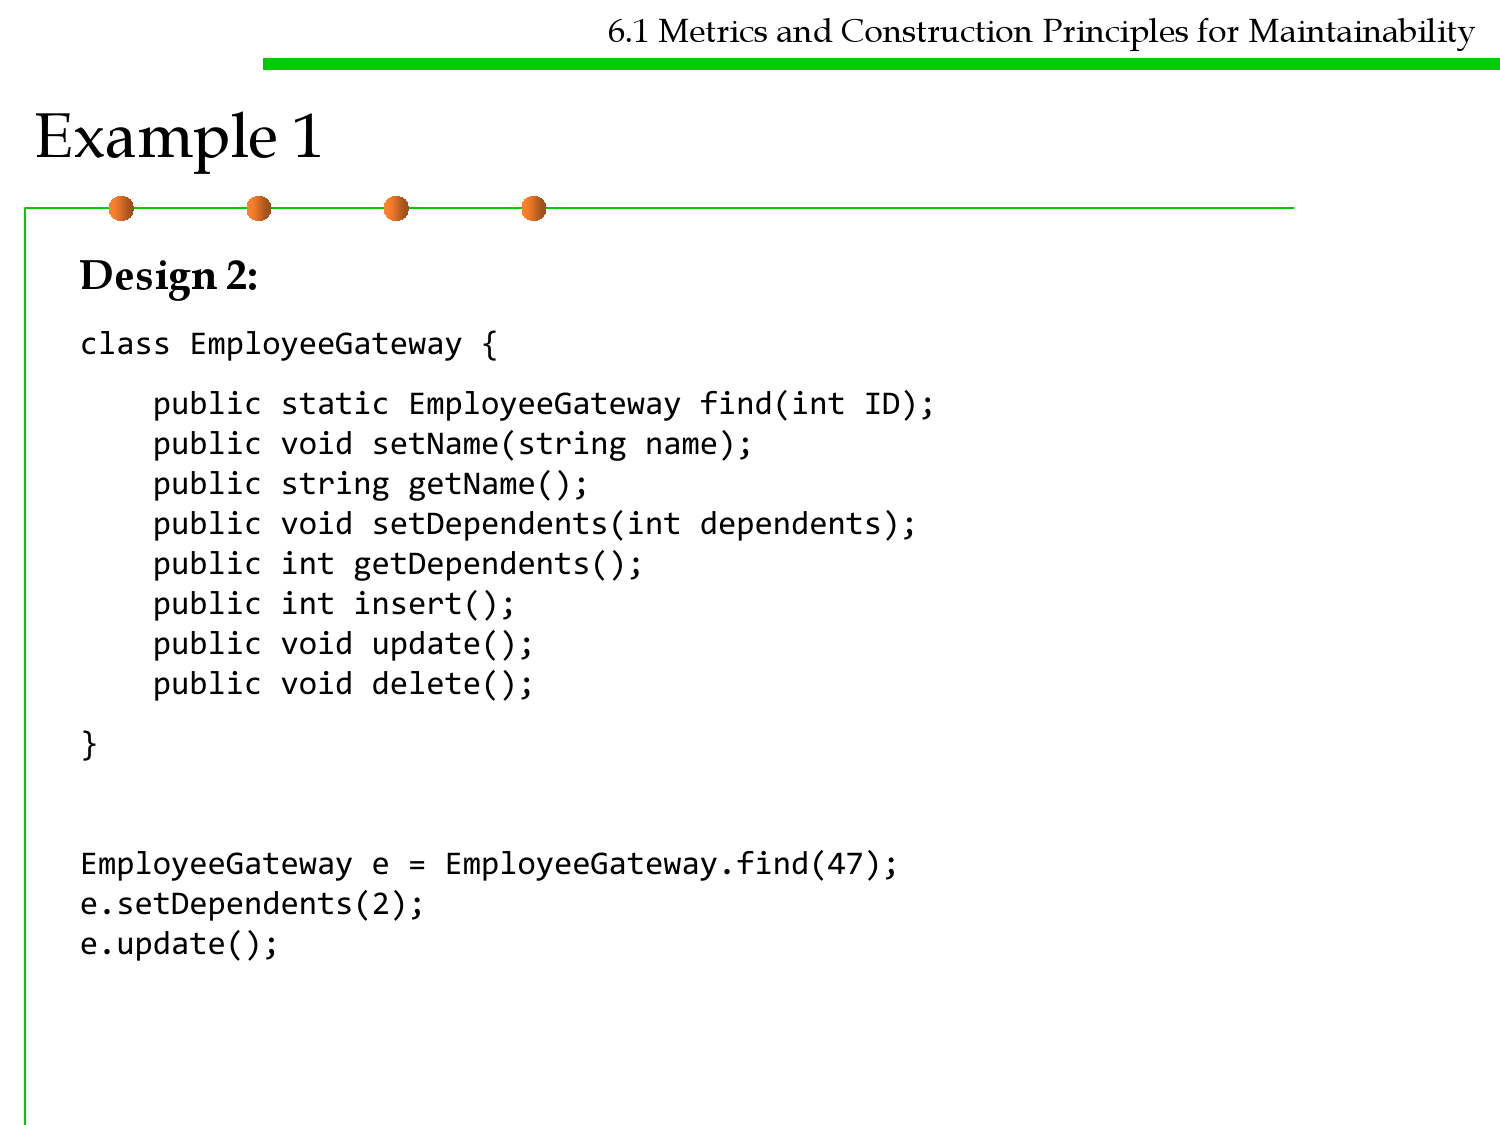 6.1 Metrics and Construction Principles for Maintainability
Example 1
Design 2:
class EmployeeGateway {
    public static EmployeeGateway find(int ID);
    public void setName(string name);
    public string getName();
    public void setDependents(int dependents);
    public int getDependents();
    public int insert();
    public void update();
    public void delete();
}
EmployeeGateway e = EmployeeGateway.find(47);
e.setDependents(2);
e.update();